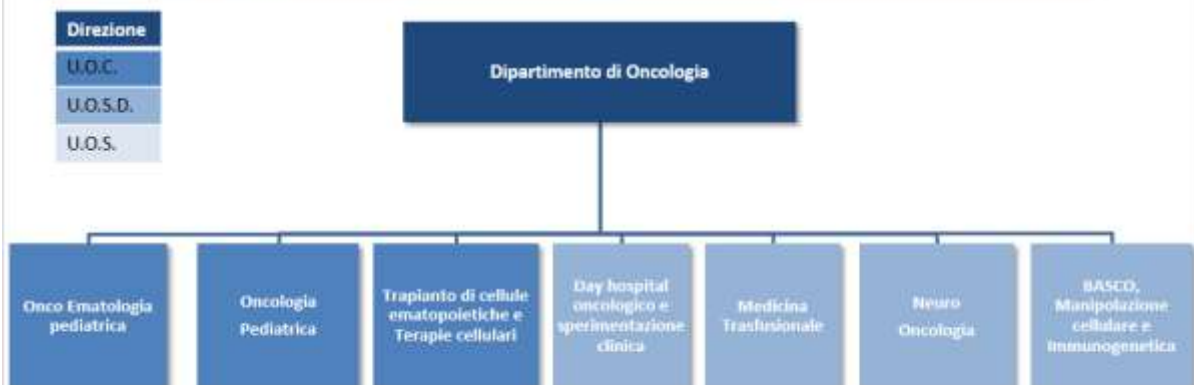 Direzione
U.O.C.
U.O.S.D.
U.O.S.
Dipartimento di Oncologia
Onco Ematologia
pediatrica
Oncologia
Pediatrica
Trapianto di cellule
ematopoietiche e
Terapie cellulari
Day hospital
oncologico e
sperimentazione
clinica
Medicina
Trasfusionale
Neuro
Oncologia
BASCO,
Manipolazione
cellulare e
Immunogenetica